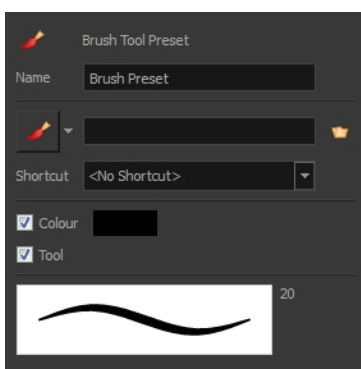 Brush Tool Preset
Name Brush Preset
Shortcut <No Shortcut>
Colour
Tool
20